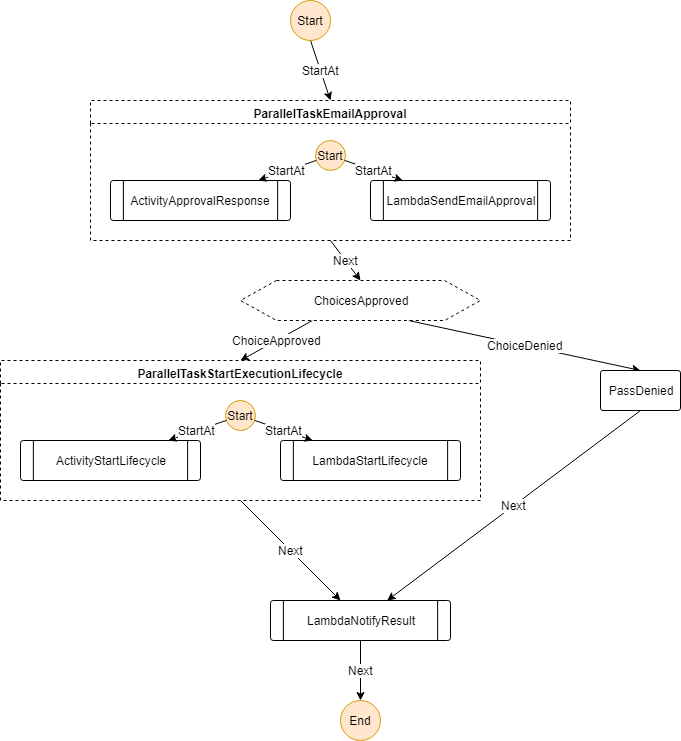 Start
StartAt
ParallelTaskEmailApproval
Start
StartAt StartAt
ActivityApprovalResponse LambdaSendEmailApproval
Next
ChoicesApproved
ChoiceApproved ChoiceDenied
ParallelTaskStartExecutionLifecycle
PassDenied
Start
StartAt StartAt
ActivityStartLifecycle LambdaStartLifecycle
Next
Next
LambdaNotifyResult
Next
End